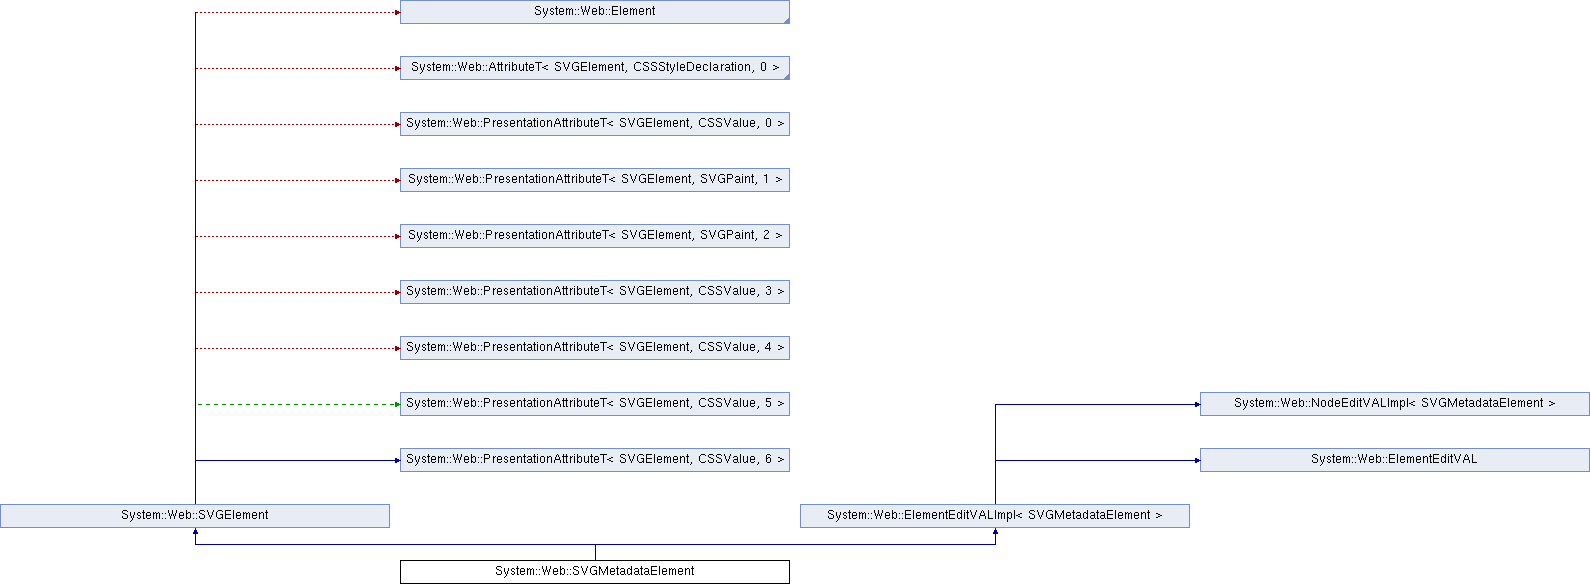 System::Web::Element
System::Web::AttributeT< SVGElement, CSSStyleDeclaration, 0 >
System::Web::PresentationAttributeT< SVGElement, CSSValue, 0 >
System::Web::PresentationAttributeT< SVGElement, SVGPaint, 1 >
System::Web::PresentationAttributeT< SVGElement, SVGPaint, 2 >
System::Web::PresentationAttributeT< SVGElement, CSSValue, 3 >
System::Web::PresentationAttributeT< SVGElement, CSSValue, 4 >
System::Web::PresentationAttributeT< SVGElement, CSSValue, 5 >
System::Web::NodeEditVALImpl< SVGMetadataElement >
System::Web::PresentationAttributeT< SVGElement, CSSValue, 6 >
System::Web::ElementEditVAL
System::Web::SVGElement
System::Web::ElementEditVALImpl< SVGMetadataElement >
System::Web::SVGMetadataElement